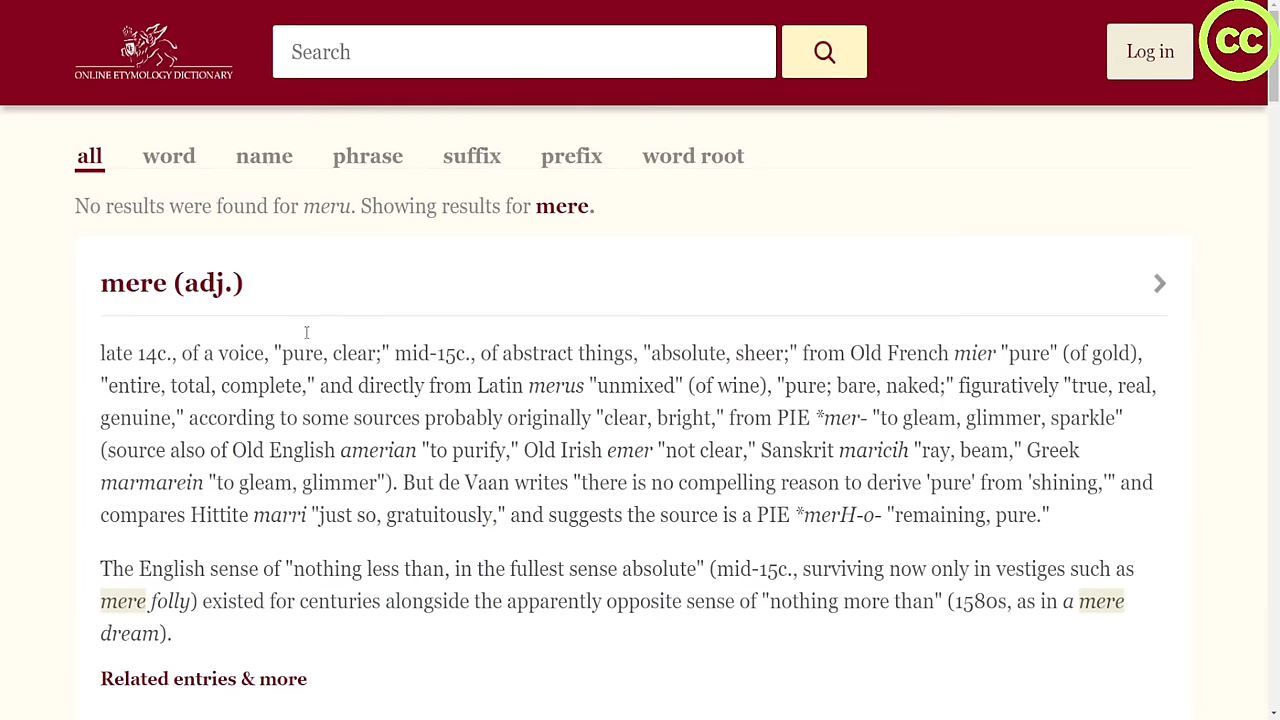 ONLINE ETYMOLOGY DICTIONARY
Search
Log in
CC
all word name phrase suffix prefix word root
No results were found for meru. Showing results for mere.
mere (adj.)
late 14c., of a voice, "pure, clear;" mid-15c., of abstract things, "absolute, sheer;" from Old French mier "pure" (of gold),
"entire, total, complete," and directly from Latin merus "unmixed" (of wine), "pure; bare, naked;" figuratively "true, real,
genuine," according to some sources probably originally "clear, bright," from PIE *mer- "to gleam, glimmer, sparkle"
(source also of Old English amerian "to purify," Old Irish emer "not clear," Sanskrit maricih "ray, beam," Greek
marmarein "to gleam, glimmer"). But de Vaan writes "there is no compelling reason to derive 'pure' from 'shining,'" and
compares Hittite marri "just so, gratuitously," and suggests the source is a PIE *merH-o- "remaining, pure."
The English sense of "nothing less than, in the fullest sense absolute" (mid-15c., surviving now only in vestiges such as
mere folly) existed for centuries alongside the apparently opposite sense of "nothing more than" (1580s, as in a mere
dream).
Related entries & more